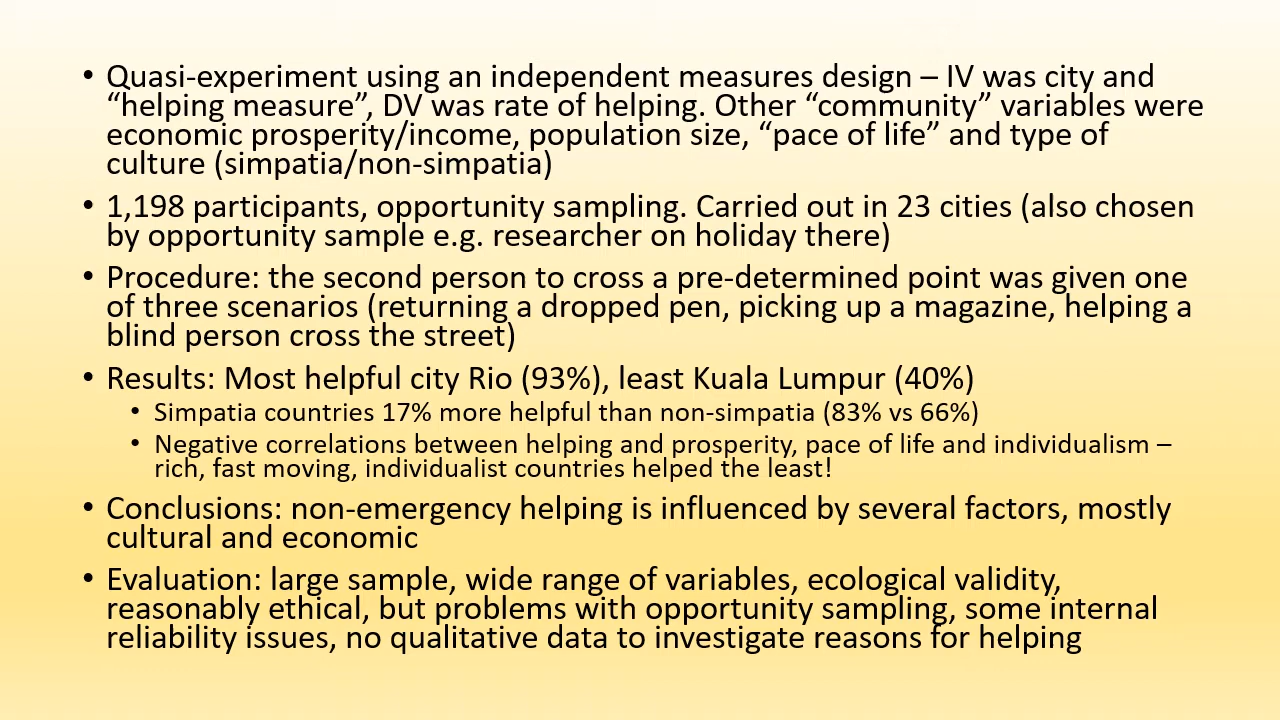 • Quasi-experiment using an independent measures design – IV was city and
“helping measure”, DV was rate of helping. Other “community” variables were
economic prosperity/income, population size, “pace of life” and type of
culture (simpatia/non-simpatia)
• 1,198 participants, opportunity sampling. Carried out in 23 cities (also chosen
by opportunity sample e.g. researcher on holiday there)
• Procedure: the second person to cross a pre-determined point was given one
of three scenarios (returning a dropped pen, picking up a magazine, helping a
blind person cross the street)
• Results: Most helpful city Rio (93%), least Kuala Lumpur (40%)
• Simpatia countries 17% more helpful than non-simpatia (83% vs 66%)
• Negative correlations between helping and prosperity, pace of life and individualism –
rich, fast moving, individualist countries helped the least!
• Conclusions: non-emergency helping is influenced by several factors, mostly
cultural and economic
• Evaluation: large sample, wide range of variables, ecological validity,
reasonably ethical, but problems with opportunity sampling, some internal
reliability issues, no qualitative data to investigate reasons for helping